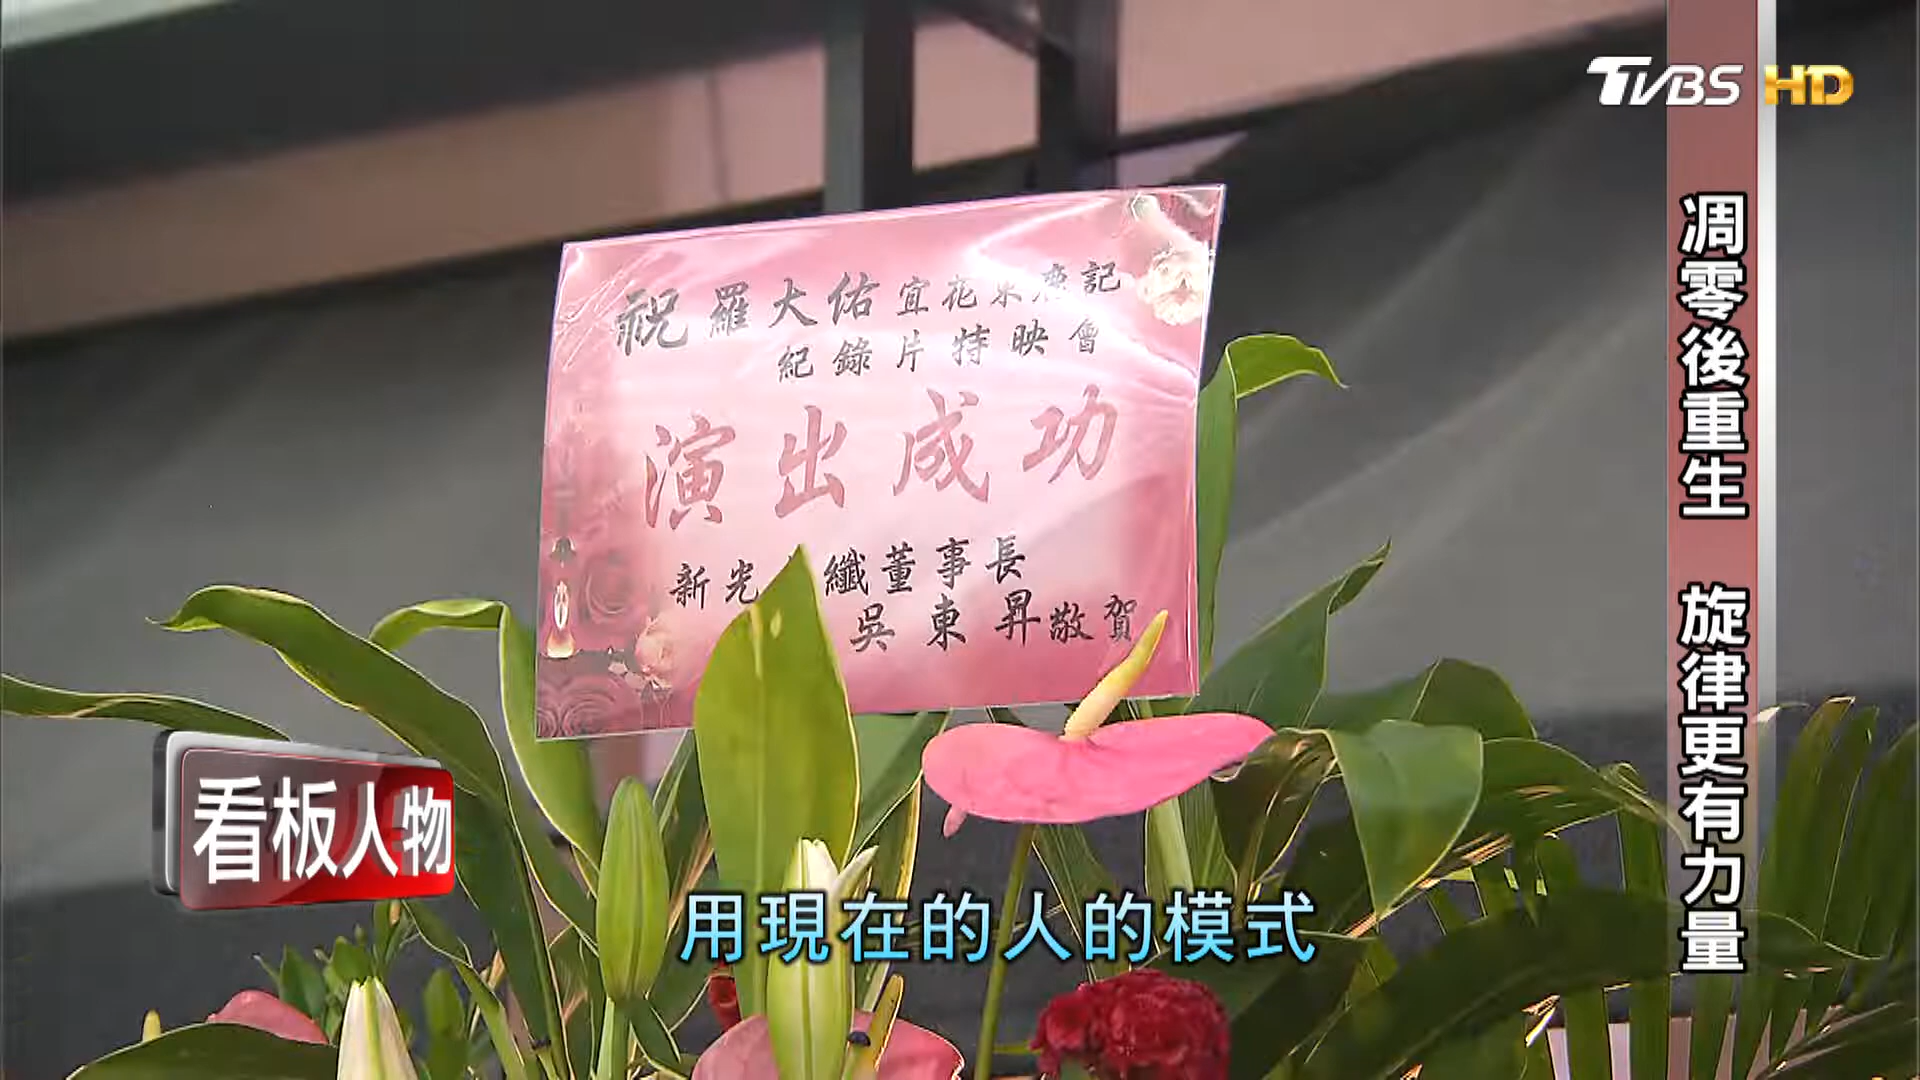 TVBS HD
凋零後重生 旋律更有力量
祝羅大佑宜花東鹿記
紀錄片特映會
演出成功
新光 纖董事長
吳東昇敬賀
看板人物
用現在的人的模式